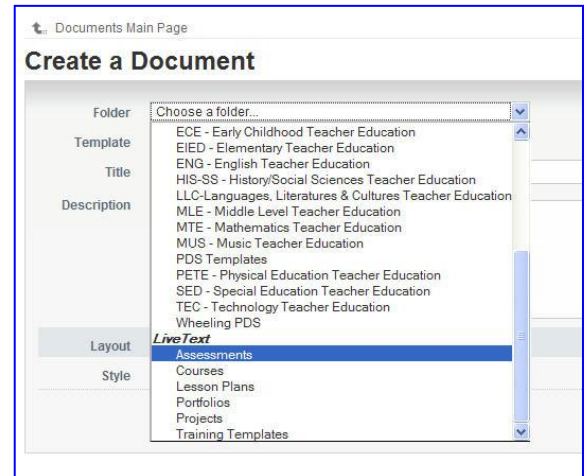 Documents Main Page
Create a Document
Folder
Choose a folder...
Template
Title
Description
ECE - Early Childhood Teacher Education
ElED - Elementary Teacher Education
ENG - English Teacher Education
HIS-SS - History/Social Sciences Teacher Education
LLC-Languages, Literatures & Cultures Teacher Education
MLE - Middle Level Teacher Education
MTE - Mathematics Teacher Education
MUS - Music Teacher Education
PDS Templates
PETE - Physical Education Teacher Education
SED - Special Education Teacher Education
TEC - Technology Teacher Education
Wheeling PDS
LiveText
Assessments
Courses
Lesson Plans
Portfolios
Projects
Training Templates
Layout
Style